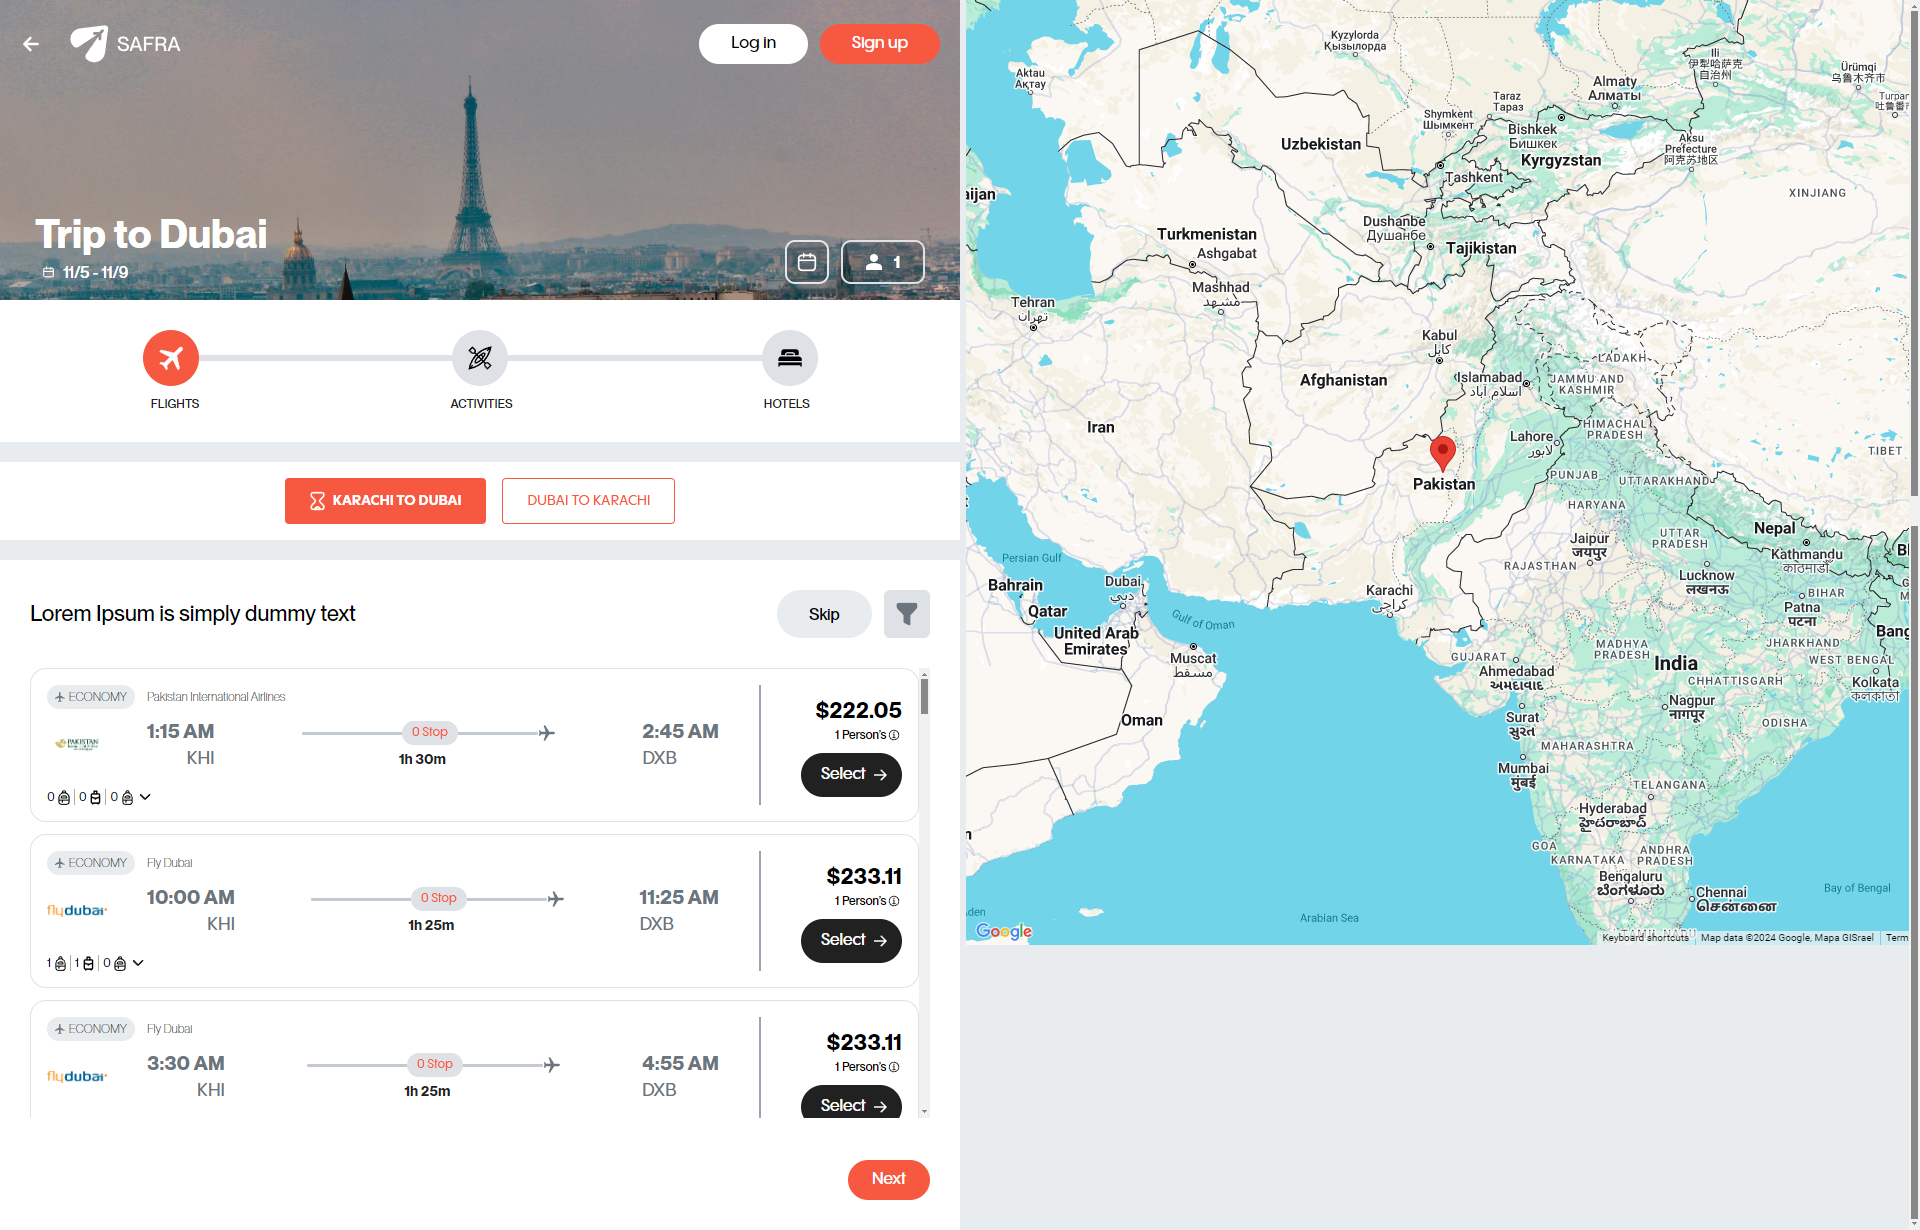 SAFRA
Log in
Sign up
Trip to Dubai
11/5 - 11/9
1
FLIGHTS
ACTIVITIES
HOTELS
KARACHI TO DUBAI
DUBAI TO KARACHI
Lorem Ipsum is simply dummy text
Skip
ECONOMY
Pakistan International Airlines
PAKISTAN
1:15 AM
KHI
0 Stop
1h 30m
2:45 AM
DXB
$222.05
1 Person's
Select
0 0 0
ECONOMY
Fly Dubai
flydubai
10:00 AM
KHI
0 Stop
1h 25m
11:25 AM
DXB
$233.11
1 Person's
Select
1 1 0
ECONOMY
Fly Dubai
flydubai
3:30 AM
KHI
0 Stop
1h 25m
4:55 AM
DXB
$233.11
1 Person's
Select
Next
Kyzylorda
Қызылорда
Ili
伊犁哈萨克
自治州
Ürümqi
乌鲁木齐市
Aktau
Ақтау
Almaty
Алматы
Taraz
Тараз
Turpan
Shymkent
Шымкент
Bishkek
Бишкек
Uzbekistan
Kyrgyzstan
Aksu
Prefecture
阿克苏地区
Tashkent
XINJIANG
aijan
Dushanbe
Душанбе
Turkmenistan
Ashgabat
Tajikistan
Mashhad
مشهد
Tehran
تهران
Kabul
کابل
LADAKH
Afghanistan
Islamabad
اسلام آباد
JAMMU AND
KASHMIR
Iran
Lahore
لاہور
HIMACHAL
PRADESH
TIBET
Pakistan
PUNJAB
UTTARAKHAND
HARYANA
Nepal
Kathmandu
काठमाडौं
UTTAR
PRADESH
Jaipur
जयपुर
RAJASTHAN
Lucknow
लखनऊ
Persian Gulf
Bahrain
Dubai
دبي
Qatar
Gulf of Oman
Karachi
کراچی
BIHAR
Patna
पटना
United Arab
Emirates
Muscat
مسقط
MADHYA
PRADESH
JHARKHAND
Bang
GUJARAT
India
WEST BENGAL
Ahmedabad
અમદાવાદ
CHHATTISGARH
Kolkata
কলকাতা
Nagpur
नागपूर
Oman
Surat
સુરત
ODISHA
MAHARASHTRA
Mumbai
मुंबई
TELANGANA
Hyderabad
హైదరాబాద్
GOA
KARNATAKA
ANDHRA
PRADESH
Bengaluru
ಬೆಂಗಳೂರು
Chennai
சென்னை
Bay of Bengal
Arabian Sea
TAMIL NADU
Google
Keyboard shortcuts
Map data ©2024 Google, Mapa GISrael
Term